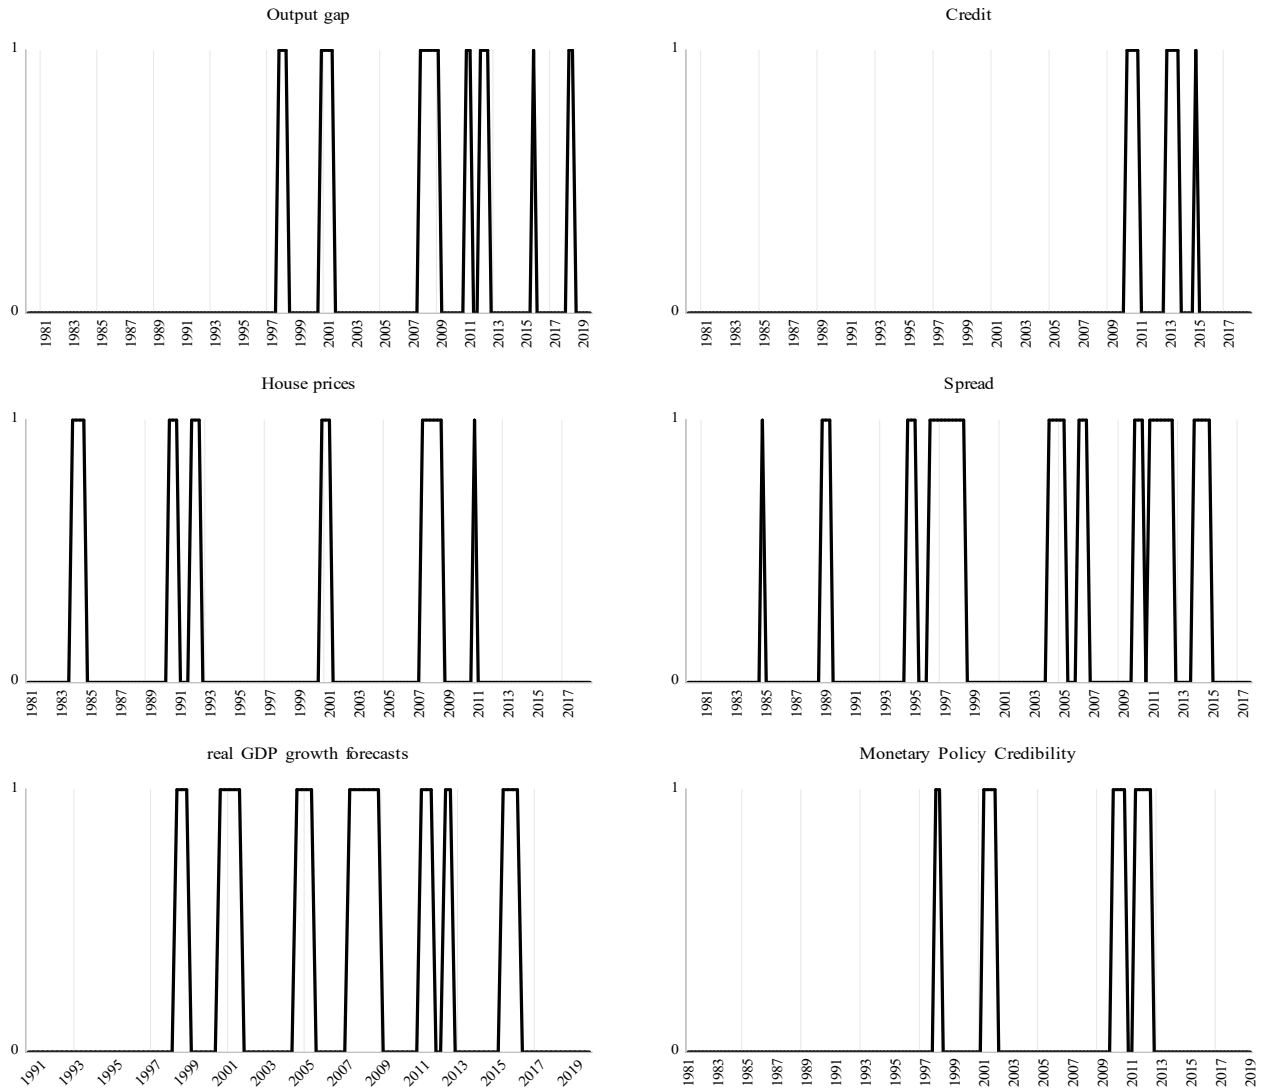 Output gap
1
0
1981 1983 1985 1987 1989 1991 1993 1995 1997 1999 2001 2003 2005 2007 2009 2011 2013 2015 2017 2019
Credit
1
0
1981 1983 1985 1987 1989 1991 1993 1995 1997 1999 2001 2003 2005 2007 2009 2011 2013 2015 2017
House prices
1
0
1981 1983 1985 1987 1989 1991 1993 1995 1997 1999 2001 2003 2005 2007 2009 2011 2013 2015 2017
Spread
1
0
1981 1983 1985 1987 1989 1991 1993 1995 1997 1999 2001 2003 2005 2007 2009 2011 2013 2015 2017
real GDP growth forecasts
1
0
1991 1993 1995 1997 1999 2001 2003 2005 2007 2009 2011 2013 2015 2017 2019
Monetary Policy Credibility
1
0
1981 1983 1985 1987 1989 1991 1993 1995 1997 1999 2001 2003 2005 2007 2009 2011 2013 2015 2017 2019